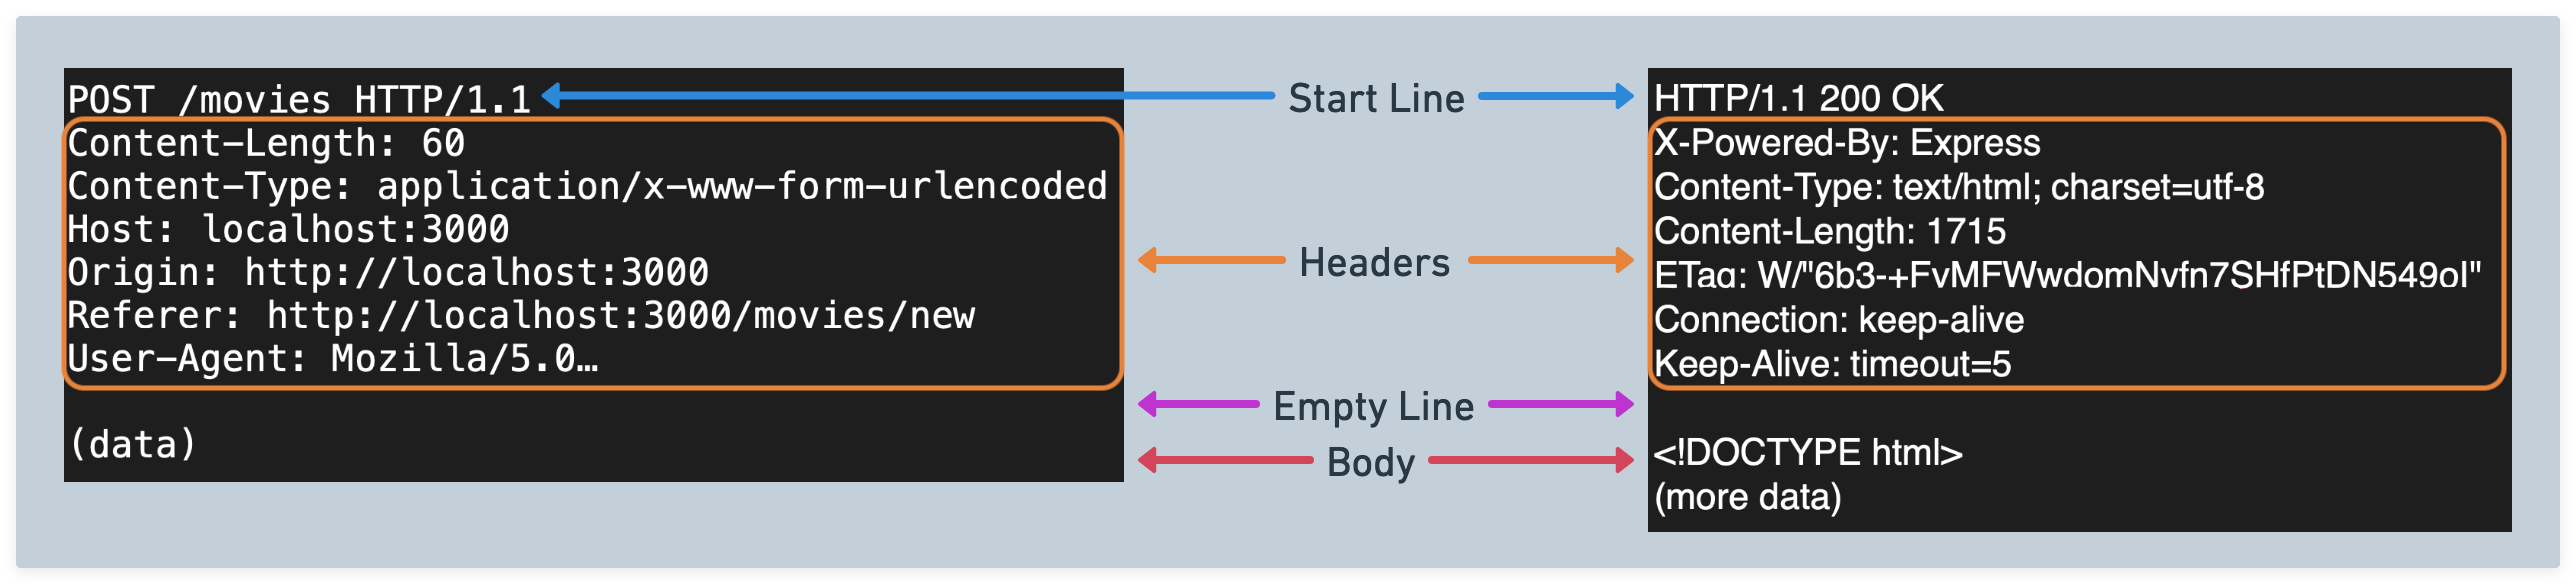 POST /movies HTTP/1.1
Content-Length: 60
Content-Type: application/x-www-form-urlencoded
Host: localhost:3000
Origin: http://localhost:3000
Referer: http://localhost:3000/movies/new
User-Agent: Mozilla/5.0…
(data)
Start Line
Headers
Empty Line
Body
HTTP/1.1 200 OK
X-Powered-By: Express
Content-Type: text/html; charset=utf-8
Content-Length: 1715
ETag: W/"6b3-+FvMFWwdomNvfn7SHfPtDN549oI"
Connection: keep-alive
Keep-Alive: timeout=5
<!DOCTYPE html>
(more data)